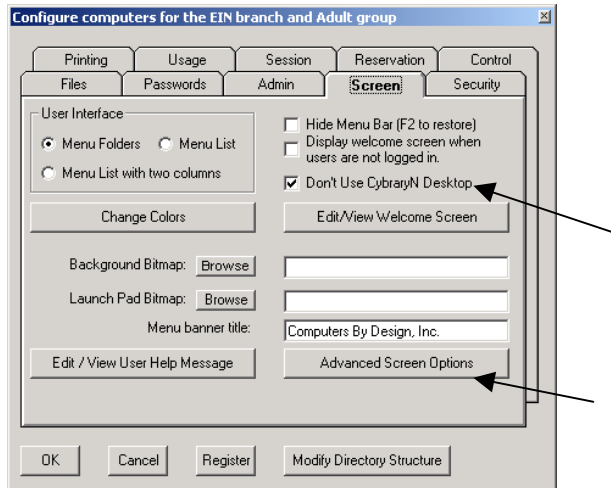 Configure computers for the EIN branch and Adult group
Printing Usage Session Reservation Control
Files Passwords Admin Screen Security
User Interface
Menu Folders Menu List
Menu List with two columns
Hide Menu Bar (F2 to restore)
Display welcome screen when
users are not logged in.
Don't Use CybraryN Desktop
Change Colors Edit/View Welcome Screen
Background Bitmap: Browse
Launch Pad Bitmap: Browse
Menu banner title: Computers By Design, Inc.
Edit / View User Help Message Advanced Screen Options
OK Cancel Register Modify Directory Structure